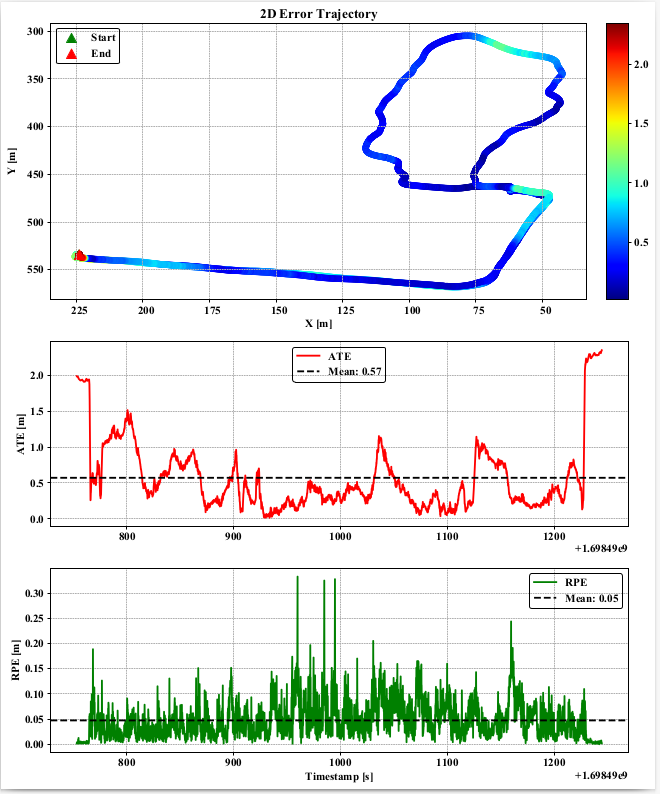 2D Error Trajectory
Start
End
300
350
400
450
500
550
Y [m]
225
200
175
150
125
100
75
50
X [m]
2.0
1.5
1.0
0.5
ATE
Mean: 0.57
2.0
1.5
1.0
0.5
0.0
ATE [m]
800
900
1000
1100
1200
+1.69849e9
RPE
Mean: 0.05
0.30
0.25
0.20
0.15
0.10
0.05
0.00
RPE [m]
800
900
1000
1100
1200
Timestamp [s]
+1.69849e9